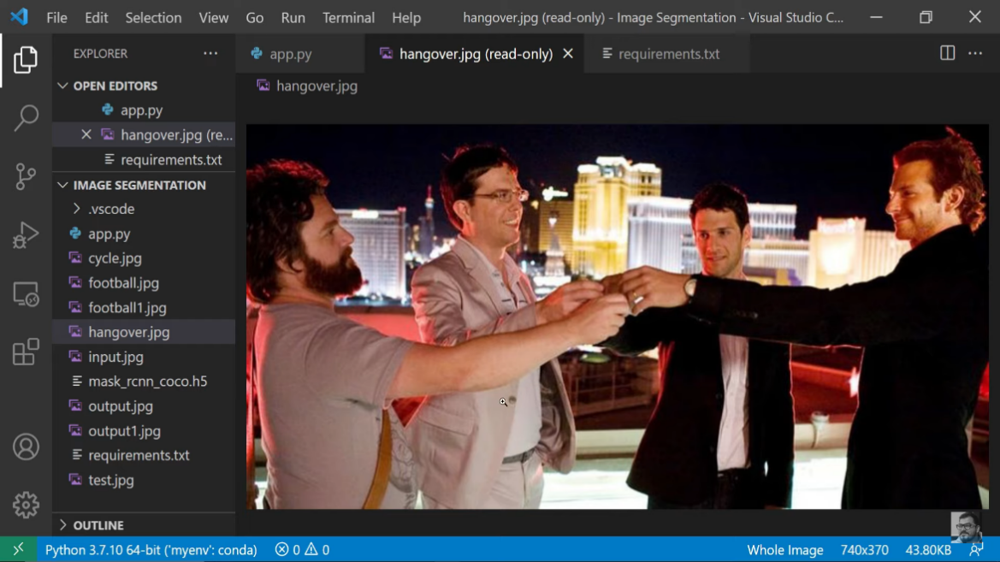 File Edit Selection View Go Run Terminal Help hangover.jpg (read-only) - Image Segmentation - Visual Studio C...
EXPLORER
OPEN EDITORS
app.py
hangover.jpg (re...
requirements.txt
IMAGE SEGMENTATION
.vscode
app.py
cycle.jpg
football.jpg
football1.jpg
hangover.jpg
input.jpg
mask_rcnn_coco.h5
output.jpg
output1.jpg
requirements.txt
test.jpg
OUTLINE
app.py hangover.jpg (read-only) requirements.txt
hangover.jpg
Python 3.7.10 64-bit ('myenv': conda) 0 0 Whole Image 740x370 43.80KB